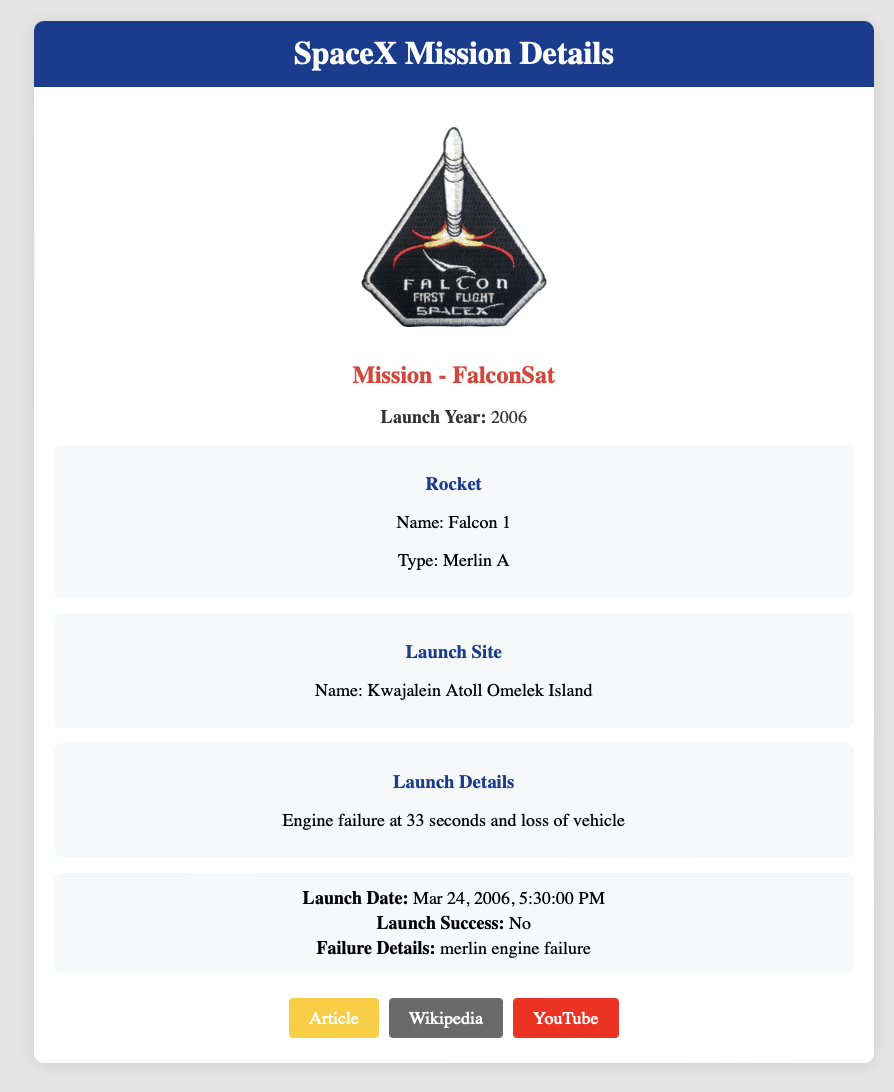 SpaceX Mission Details
FALCON
FIRST FLIGHT
SPACEX
Mission - FalconSat
Launch Year: 2006
Rocket
Name: Falcon 1
Type: Merlin A
Launch Site
Name: Kwajalein Atoll Omelek Island
Launch Details
Engine failure at 33 seconds and loss of vehicle
Launch Date: Mar 24, 2006, 5:30:00 PM
Launch Success: No
Failure Details: merlin engine failure
Article
Wikipedia
YouTube